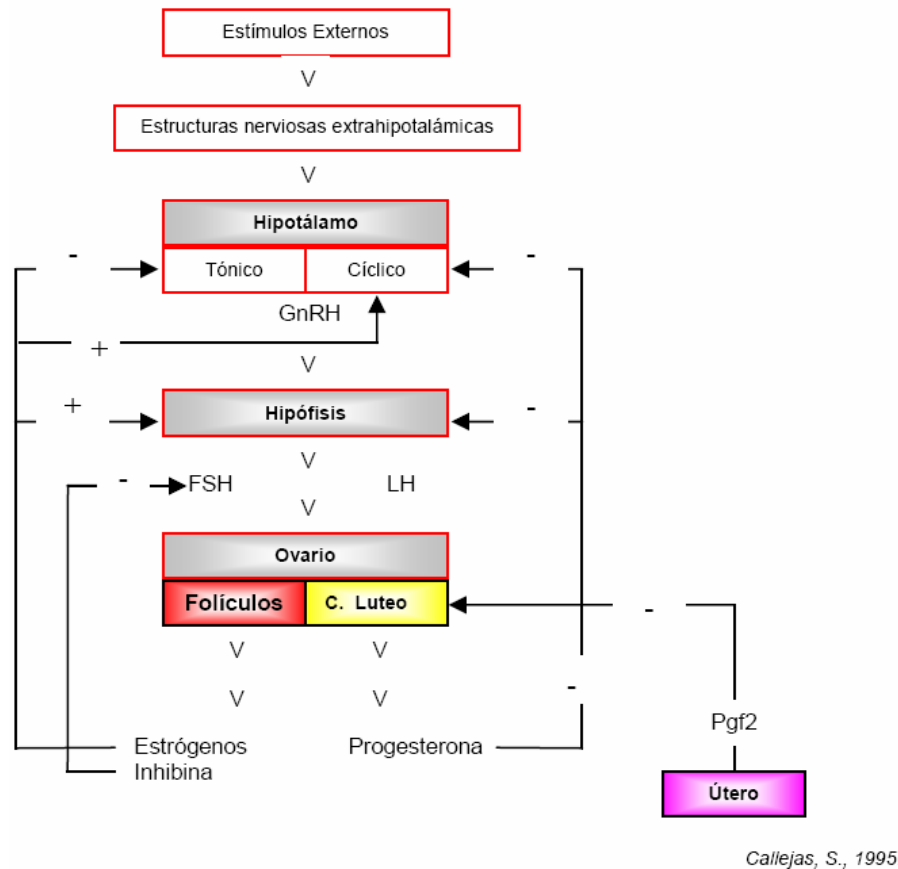 Estímulos Externos
V
Estructuras nerviosas extrahipotalámicas
V
Hipotálamo
- Tónico Cíclico -
GnRH
+
V
+ Hipófisis -
V
- FSH LH
V
Ovario
Folículos C. Luteo
-
V V
V V
-
Pgf2
Estrógenos Progesterona
Inhibina
Útero
Callejas, S., 1995